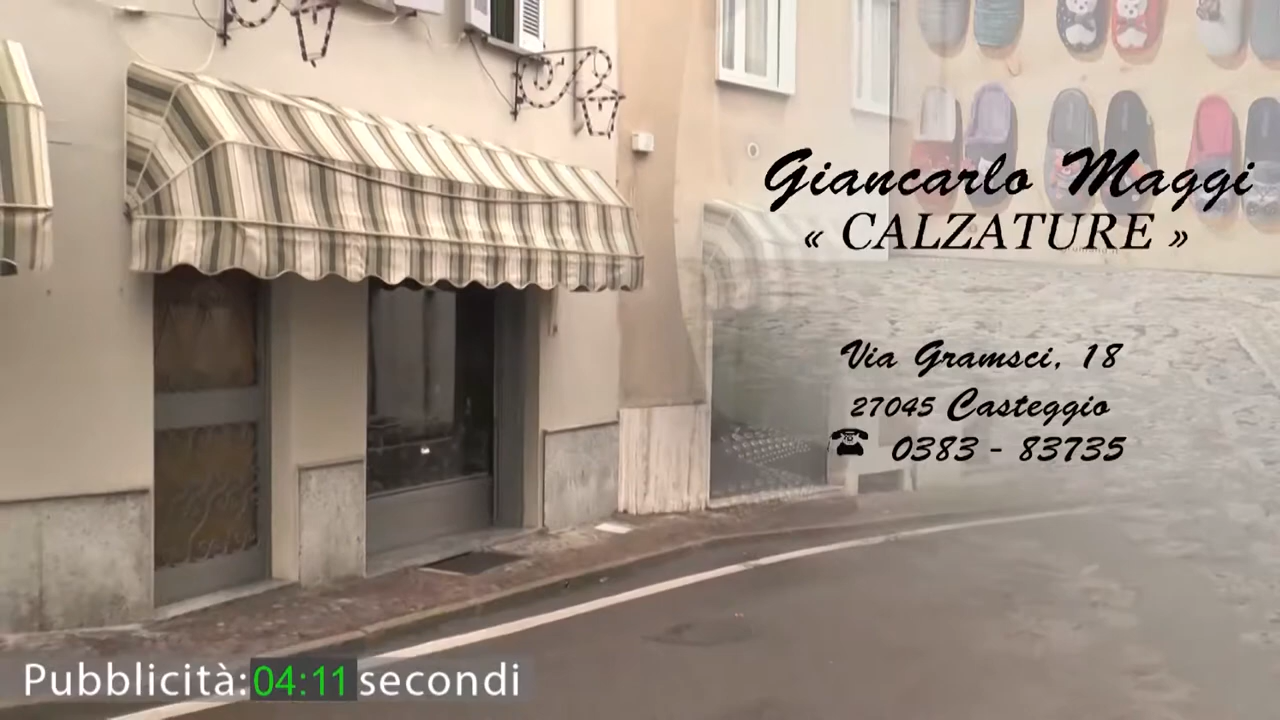 Giancarlo Maggi
« CALZATURE »
Via Gramsci, 18
27045 Casteggio
☎ 0383 - 83735
Pubblicità: 04:11 secondi